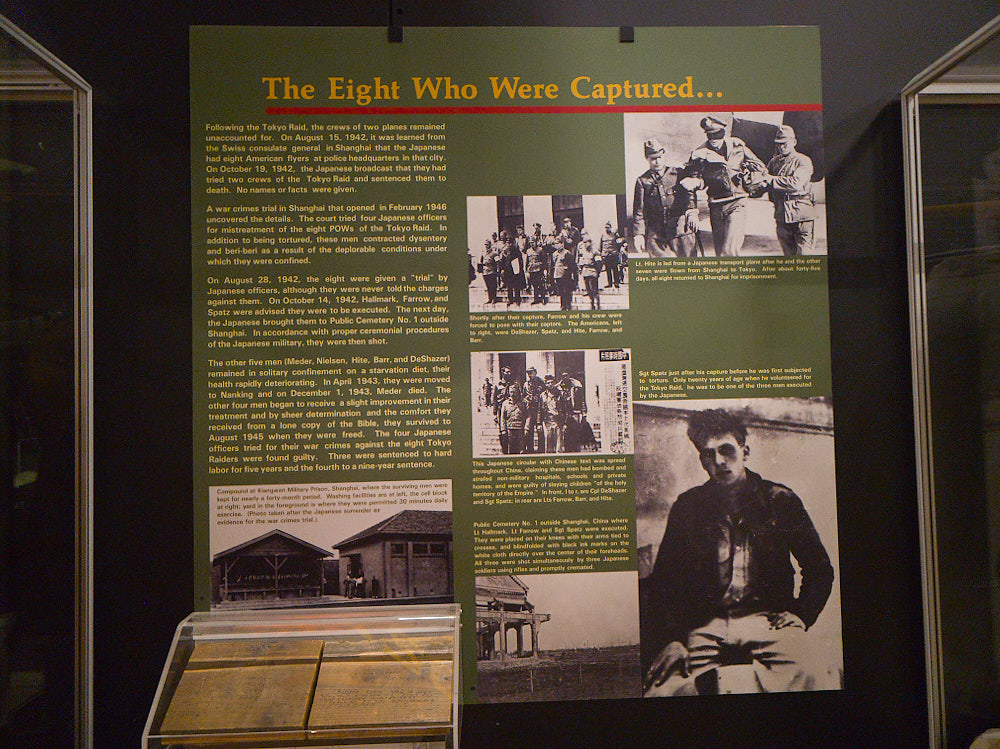 The Eight Who Were Captured...
Following the Tokyo Raid, the crews of two planes remained
unaccounted for. On August 15, 1942, it was learned from
the Swiss consulate general in Shanghai that the Japanese
had eight American flyers at police headquarters in that city.
On October 19, 1942, the Japanese broadcast that they had
tried two crews of the Tokyo Raid and sentenced them to
death. No names or facts were given.
A war crimes trial in Shanghai that opened in February 1946
uncovered the details. The court tried four Japanese officers
for mistreatment of the eight POWs of the Tokyo Raid. In
addition to being tortured, these men contracted dysentery
and beri-beri as a result of the deplorable conditions under
which they were confined.
On August 28, 1942, the eight were given a "trial" by
Japanese officers, although they were never told the charges
against them. On October 14, 1942, Hallmark, Farrow, and
Spatz were advised they were to be executed. The next day,
the Japanese brought them to Public Cemetery No. 1 outside
Shanghai. In accordance with proper ceremonial procedures
of the Japanese military, they were then shot.
The other five men (Meder, Nielsen, Hite, Barr, and DeShazer)
remained in solitary confinement on a starvation diet, their
health rapidly deteriorating. In April 1943, they were moved
to Nanking and on December 1, 1943, Meder died. The
other four men began to receive a slight improvement in their
treatment and by sheer determination and the comfort they
received from a lone copy of the Bible, they survived to
August 1945 when they were freed. The four Japanese
officers tried for their war crimes against the eight Tokyo
Raiders were found guilty. Three were sentenced to hard
labor for five years and the fourth to a nine-year sentence.
Compound at Kiangwan Military Prison, Shanghai, where the surviving men were
kept for nearly a forty-month period. Washing facilities are at left, the cell block
at right; yard in the foreground is where they were permitted 30 minutes daily
exercise. (Photo taken after the Japanese surrender as
evidence for the war crimes trial.)
Lt. Hite is led from a Japanese transport plane after he and the other
seven were flown from Shanghai to Tokyo. After about forty-five
days, all eight returned to Shanghai for imprisonment.
Shortly after their capture, Farrow and his crew were
forced to pose with their captors. The Americans, left
to right, were DeShazer, Spatz, and Hite, Farrow, and
Barr.
This Japanese circular with Chinese text was spread
throughout China, claiming these men had bombed and
strafed non-military hospitals, schools and private
homes, and were guilty of slaying children "of the holy
territory of the Empire." In front, l to r, are Cpl DeShazer
and Sgt Spatz; in rear are Lts Farrow, Barr, and Hite.
Public Cemetery No. 1 outside Shanghai, China where
Lt Hallmark, Lt Farrow and Sgt Spatz were executed.
They were placed on their knees with their arms tied to
crosses, and blindfolded with black ink marks on the
white cloth directly over the center of their foreheads.
All three were shot simultaneously by three Japanese
soldiers using rifles and promptly cremated.
Sgt Spatz just after his capture before he was first subjected
to torture. Only twenty years of age when he volunteered for
the Tokyo Raid, he was to be one of the three men executed
by the Japanese.